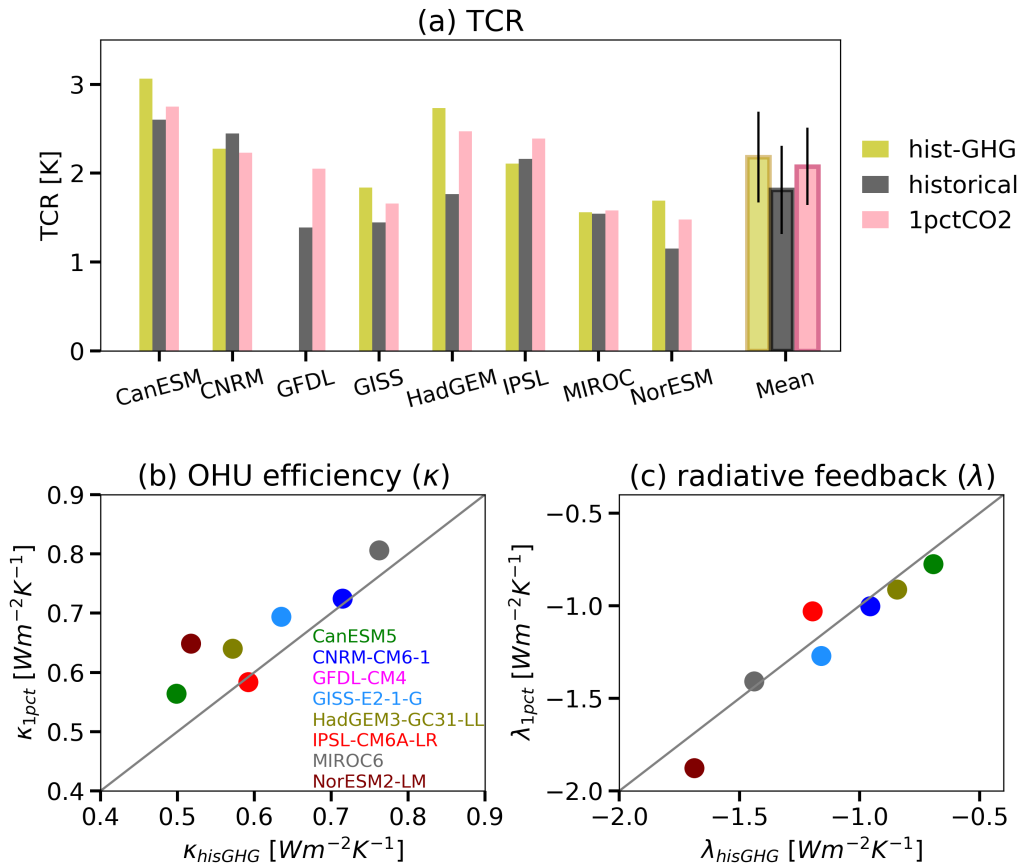 (a) TCR
TCR [K]
3
2
1
0
CanESM
CNRM
GFDL
GISS
HadGEM
IPSL
MIROC
NorESM
Mean
hist-GHG
historical
1pctCO2
(b) OHU efficiency (κ)
κ1pct [Wm−2K−1]
0.9
0.8
0.7
0.6
0.5
0.4
CanESM5
CNRM-CM6-1
GFDL-CM4
GISS-E2-1-G
HadGEM3-GC31-LL
IPSL-CM6A-LR
MIROC6
NorESM2-LM
0.4 0.5 0.6 0.7 0.8 0.9
κhisGHG [Wm−2K−1]
(c) radiative feedback (λ)
λ1pct [Wm−2K−1]
−0.5
−1.0
−1.5
−2.0
−2.0 −1.5 −1.0 −0.5
λhisGHG [Wm−2K−1]